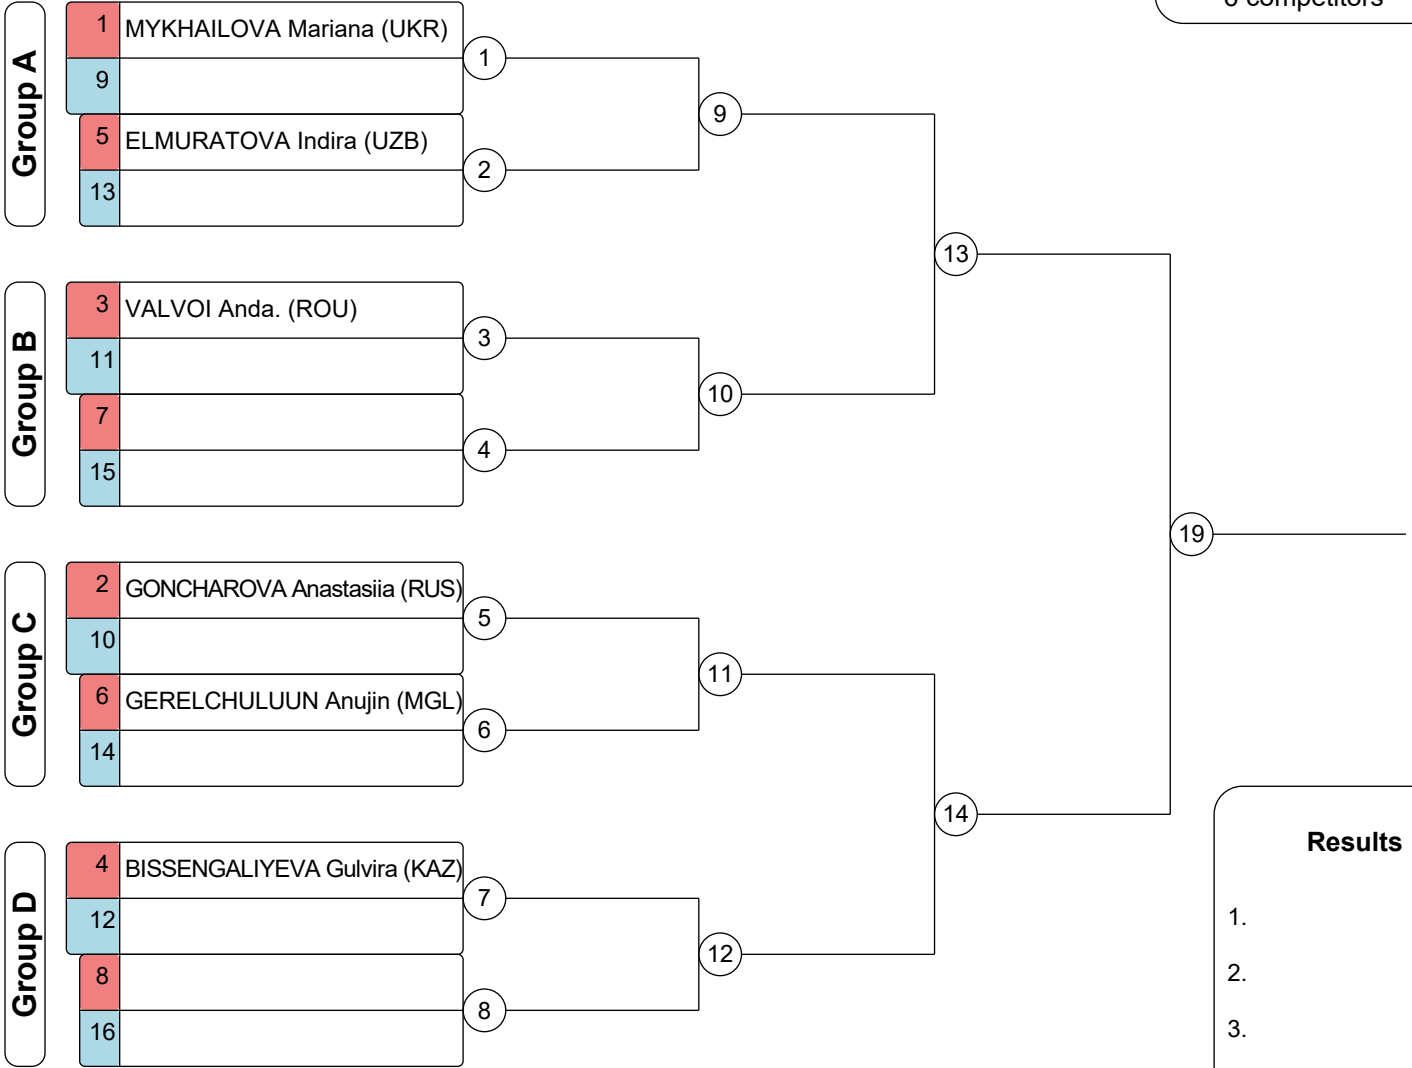 6 competitors
Group A
1 MYKHAILOVA Mariana (UKR)
9
5 ELMURATOVA Indira (UZB)
13
1
2
9
Group B
3 VALVOI Anda. (ROU)
11
7
15
3
4
10
13
Group C
2 GONCHAROVA Anastasiia (RUS)
10
6 GERELCHULUUN Anujin (MGL)
14
5
6
11
Group D
4 BISSENGALIYEVA Gulvira (KAZ)
12
8
16
7
8
12
14
19
Results
1.
2.
3.